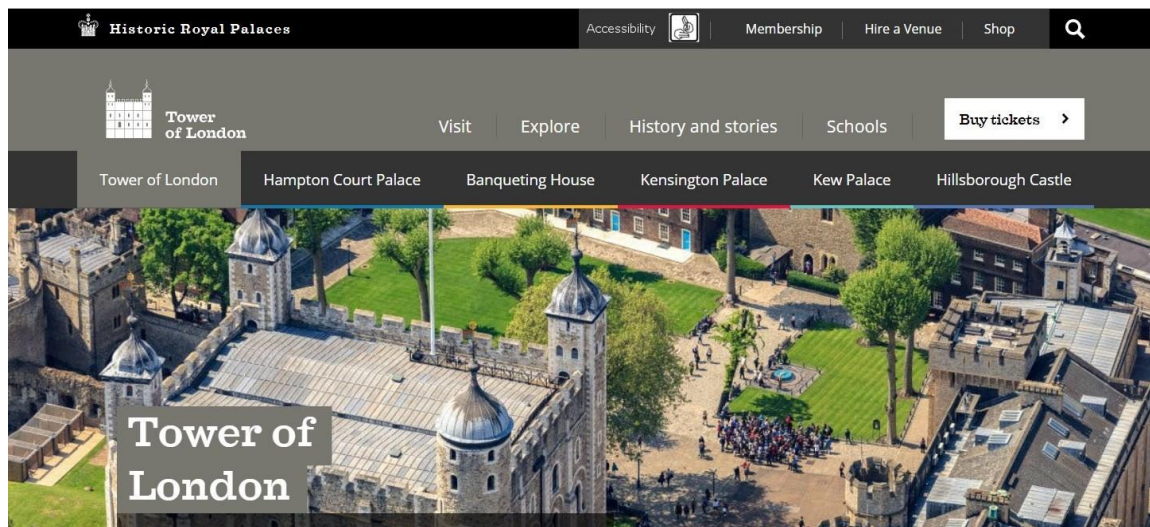 Historic Royal Palaces
Accessibility
Membership
Hire a Venue
Shop
Tower
of London
Visit
Explore
History and stories
Schools
Buy tickets
Tower of London
Hampton Court Palace
Banqueting House
Kensington Palace
Kew Palace
Hillsborough Castle
Tower of
London